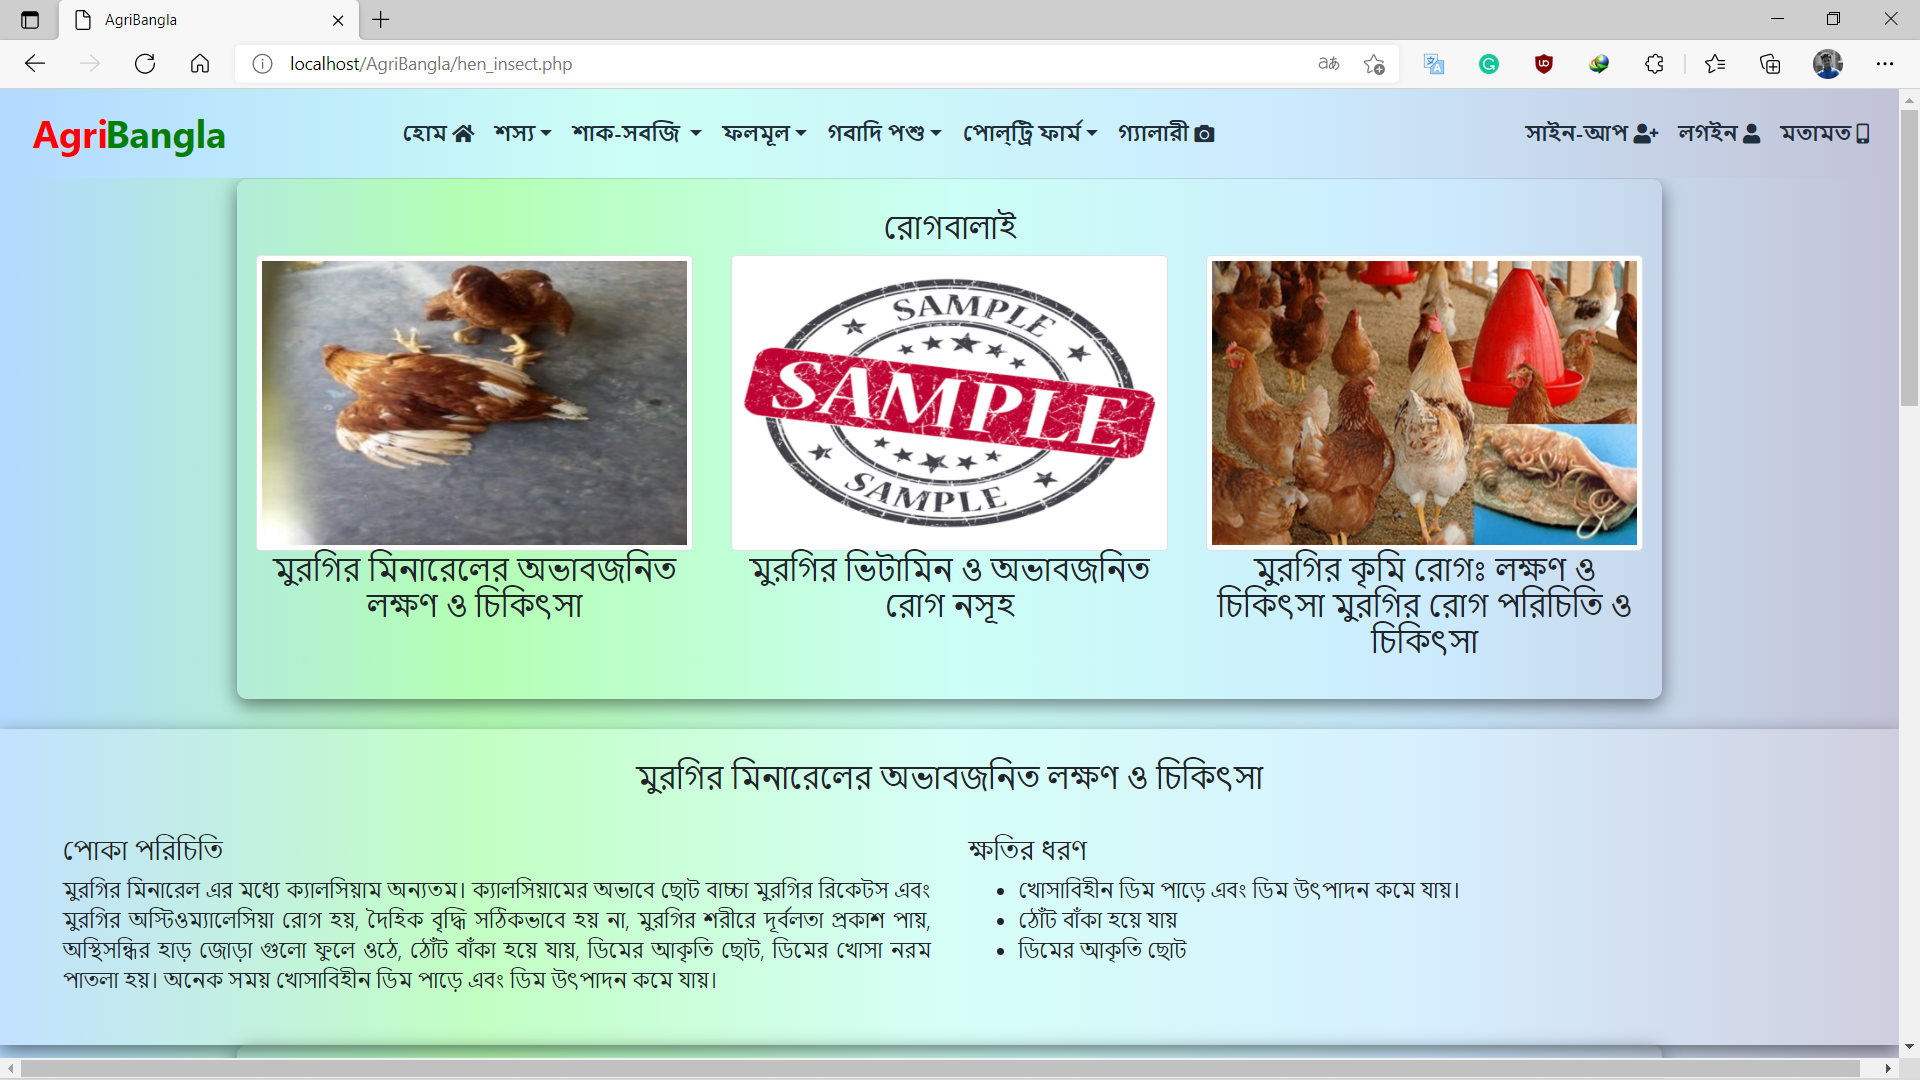 AgriBangla
localhost/AgriBangla/hen_insect.php
AgriBangla
হোম শস্য শাক-সবজি ফলমূল গবাদি পশু পোল্ট্রি ফার্ম গ্যালারী সাইন-আপ লগইন মতামত
রোগবালাই
SAMPLE
SAMPLE
SAMPLE
মুরগির মিনারেলের অভাবজনিত
লক্ষণ ও চিকিৎসা
মুরগির ভিটামিন ও অভাবজনিত
রোগ নসূহ
মুরগির কৃমি রোগঃ লক্ষণ ও
চিকিৎসা মুরগির রোগ পরিচিতি ও
চিকিৎসা
মুরগির মিনারেলের অভাবজনিত লক্ষণ ও চিকিৎসা
পোকা পরিচিতি
মুরগির মিনারেল এর মধ্যে ক্যালসিয়াম অন্যতম। ক্যালসিয়ামের অভাবে ছোট বাচ্চা মুরগির রিকেটস এবং
মুরগির অস্টিওম্যালেসিয়া রোগ হয়, দৈহিক বৃদ্ধি সঠিকভাবে হয় না, মুরগির শরীরে দূর্বলতা প্রকাশ পায়,
অস্থিসন্ধির হাড় জোড়া গুলো ফুলে ওঠে, ঠোঁট বাঁকা হয়ে যায়, ডিমের আকৃতি ছোট, ডিমের খোসা নরম
পাতলা হয়। অনেক সময় খোসাবিহীন ডিম পাড়ে এবং ডিম উৎপাদন কমে যায়।
ক্ষতির ধরণ
খোসাবিহীন ডিম পাড়ে এবং ডিম উৎপাদন কমে যায়।
ঠোঁট বাঁকা হয়ে যায়
ডিমের আকৃতি ছোট